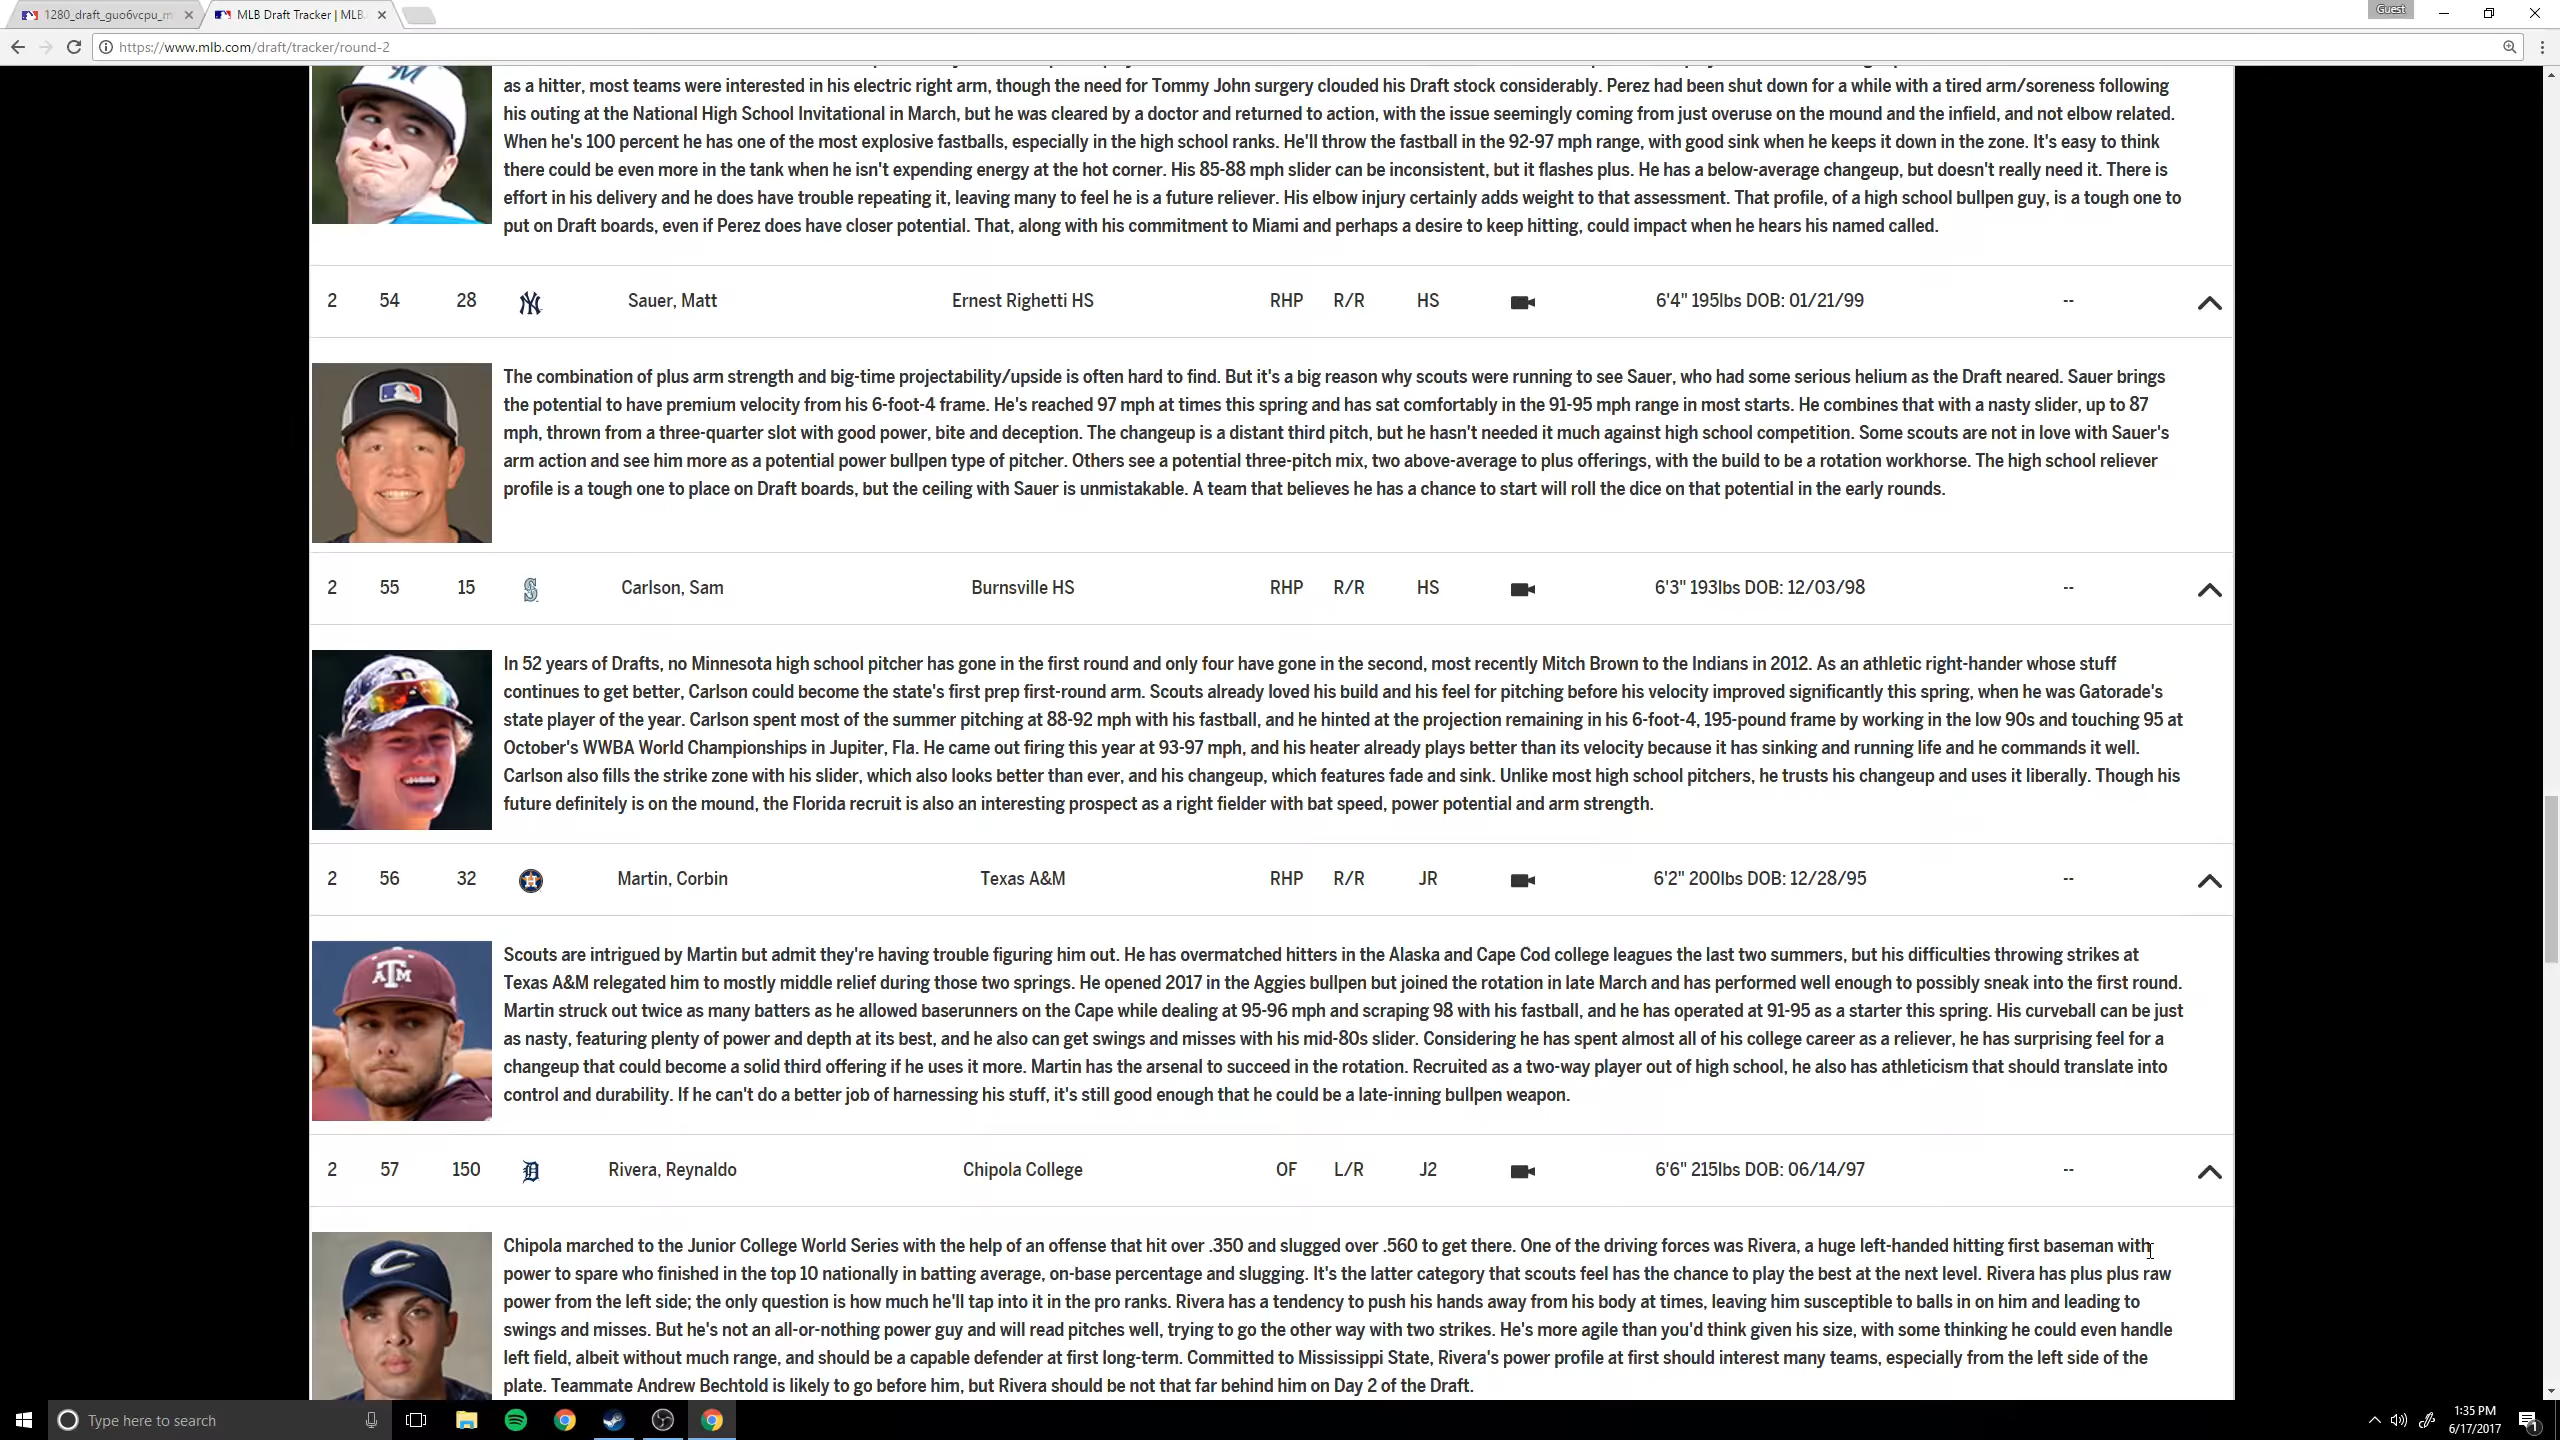 1280_draft_guo6vcpu_m
MLB Draft Tracker | MLB.
Guest
https://www.mlb.com/draft/tracker/round-2
as a hitter, most teams were interested in his electric right arm, though the need for Tommy John surgery clouded his Draft stock considerably. Perez had been shut down for a while with a tired arm/soreness following
his outing at the National High School Invitational in March, but he was cleared by a doctor and returned to action, with the issue seemingly coming from just overuse on the mound and the infield, and not elbow related.
When he's 100 percent he has one of the most explosive fastballs, especially in the high school ranks. He'll throw the fastball in the 92-97 mph range, with good sink when he keeps it down in the zone. It's easy to think
there could be even more in the tank when he isn't expending energy at the hot corner. His 85-88 mph slider can be inconsistent, but it flashes plus. He has a below-average changeup, but doesn't really need it. There is
effort in his delivery and he does have trouble repeating it, leaving many to feel he is a future reliever. His elbow injury certainly adds weight to that assessment. That profile, of a high school bullpen guy, is a tough one to
put on Draft boards, even if Perez does have closer potential. That, along with his commitment to Miami and perhaps a desire to keep hitting, could impact when he hears his named called.
2 54 28 Sauer, Matt Ernest Righetti HS RHP R/R HS 6'4" 195lbs DOB: 01/21/99 --
The combination of plus arm strength and big-time projectability/upside is often hard to find. But it's a big reason why scouts were running to see Sauer, who had some serious helium as the Draft neared. Sauer brings
the potential to have premium velocity from his 6-foot-4 frame. He's reached 97 mph at times this spring and has sat comfortably in the 91-95 mph range in most starts. He combines that with a nasty slider, up to 87
mph, thrown from a three-quarter slot with good power, bite and deception. The changeup is a distant third pitch, but he hasn't needed it much against high school competition. Some scouts are not in love with Sauer's
arm action and see him more as a potential power bullpen type of pitcher. Others see a potential three-pitch mix, two above-average to plus offerings, with the build to be a rotation workhorse. The high school reliever
profile is a tough one to place on Draft boards, but the ceiling with Sauer is unmistakable. A team that believes he has a chance to start will roll the dice on that potential in the early rounds.
2 55 15 Carlson, Sam Burnsville HS RHP R/R HS 6'3" 193lbs DOB: 12/03/98 --
In 52 years of Drafts, no Minnesota high school pitcher has gone in the first round and only four have gone in the second, most recently Mitch Brown to the Indians in 2012. As an athletic right-hander whose stuff
continues to get better, Carlson could become the state's first prep first-round arm. Scouts already loved his build and his feel for pitching before his velocity improved significantly this spring, when he was Gatorade's
state player of the year. Carlson spent most of the summer pitching at 88-92 mph with his fastball, and he hinted at the projection remaining in his 6-foot-4, 195-pound frame by working in the low 90s and touching 95 at
October's WWBA World Championships in Jupiter, Fla. He came out firing this year at 93-97 mph, and his heater already plays better than its velocity because it has sinking and running life and he commands it well.
Carlson also fills the strike zone with his slider, which also looks better than ever, and his changeup, which features fade and sink. Unlike most high school pitchers, he trusts his changeup and uses it liberally. Though his
future definitely is on the mound, the Florida recruit is also an interesting prospect as a right fielder with bat speed, power potential and arm strength.
2 56 32 Martin, Corbin Texas A&M RHP R/R JR 6'2" 200lbs DOB: 12/28/95 --
Scouts are intrigued by Martin but admit they're having trouble figuring him out. He has overmatched hitters in the Alaska and Cape Cod college leagues the last two summers, but his difficulties throwing strikes at
Texas A&M relegated him to mostly middle relief during those two springs. He opened 2017 in the Aggies bullpen but joined the rotation in late March and has performed well enough to possibly sneak into the first round.
Martin struck out twice as many batters as he allowed baserunners on the Cape while dealing at 95-96 mph and scraping 98 with his fastball, and he has operated at 91-95 as a starter this spring. His curveball can be just
as nasty, featuring plenty of power and depth at its best, and he also can get swings and misses with his mid-80s slider. Considering he has spent almost all of his college career as a reliever, he has surprising feel for a
changeup that could become a solid third offering if he uses it more. Martin has the arsenal to succeed in the rotation. Recruited as a two-way player out of high school, he also has athleticism that should translate into
control and durability. If he can't do a better job of harnessing his stuff, it's still good enough that he could be a late-inning bullpen weapon.
2 57 150 Rivera, Reynaldo Chipola College OF L/R J2 6'6" 215lbs DOB: 06/14/97 --
Chipola marched to the Junior College World Series with the help of an offense that hit over .350 and slugged over .560 to get there. One of the driving forces was Rivera, a huge left-handed hitting first baseman with
power to spare who finished in the top 10 nationally in batting average, on-base percentage and slugging. It's the latter category that scouts feel has the chance to play the best at the next level. Rivera has plus plus raw
power from the left side; the only question is how much he'll tap into it in the pro ranks. Rivera has a tendency to push his hands away from his body at times, leaving him susceptible to balls in on him and leading to
swings and misses. But he's not an all-or-nothing power guy and will read pitches well, trying to go the other way with two strikes. He's more agile than you'd think given his size, with some thinking he could even handle
left field, albeit without much range, and should be a capable defender at first long-term. Committed to Mississippi State, Rivera's power profile at first should interest many teams, especially from the left side of the
plate. Teammate Andrew Bechtold is likely to go before him, but Rivera should be not that far behind him on Day 2 of the Draft.
Type here to search
1:35 PM
6/17/2017
1